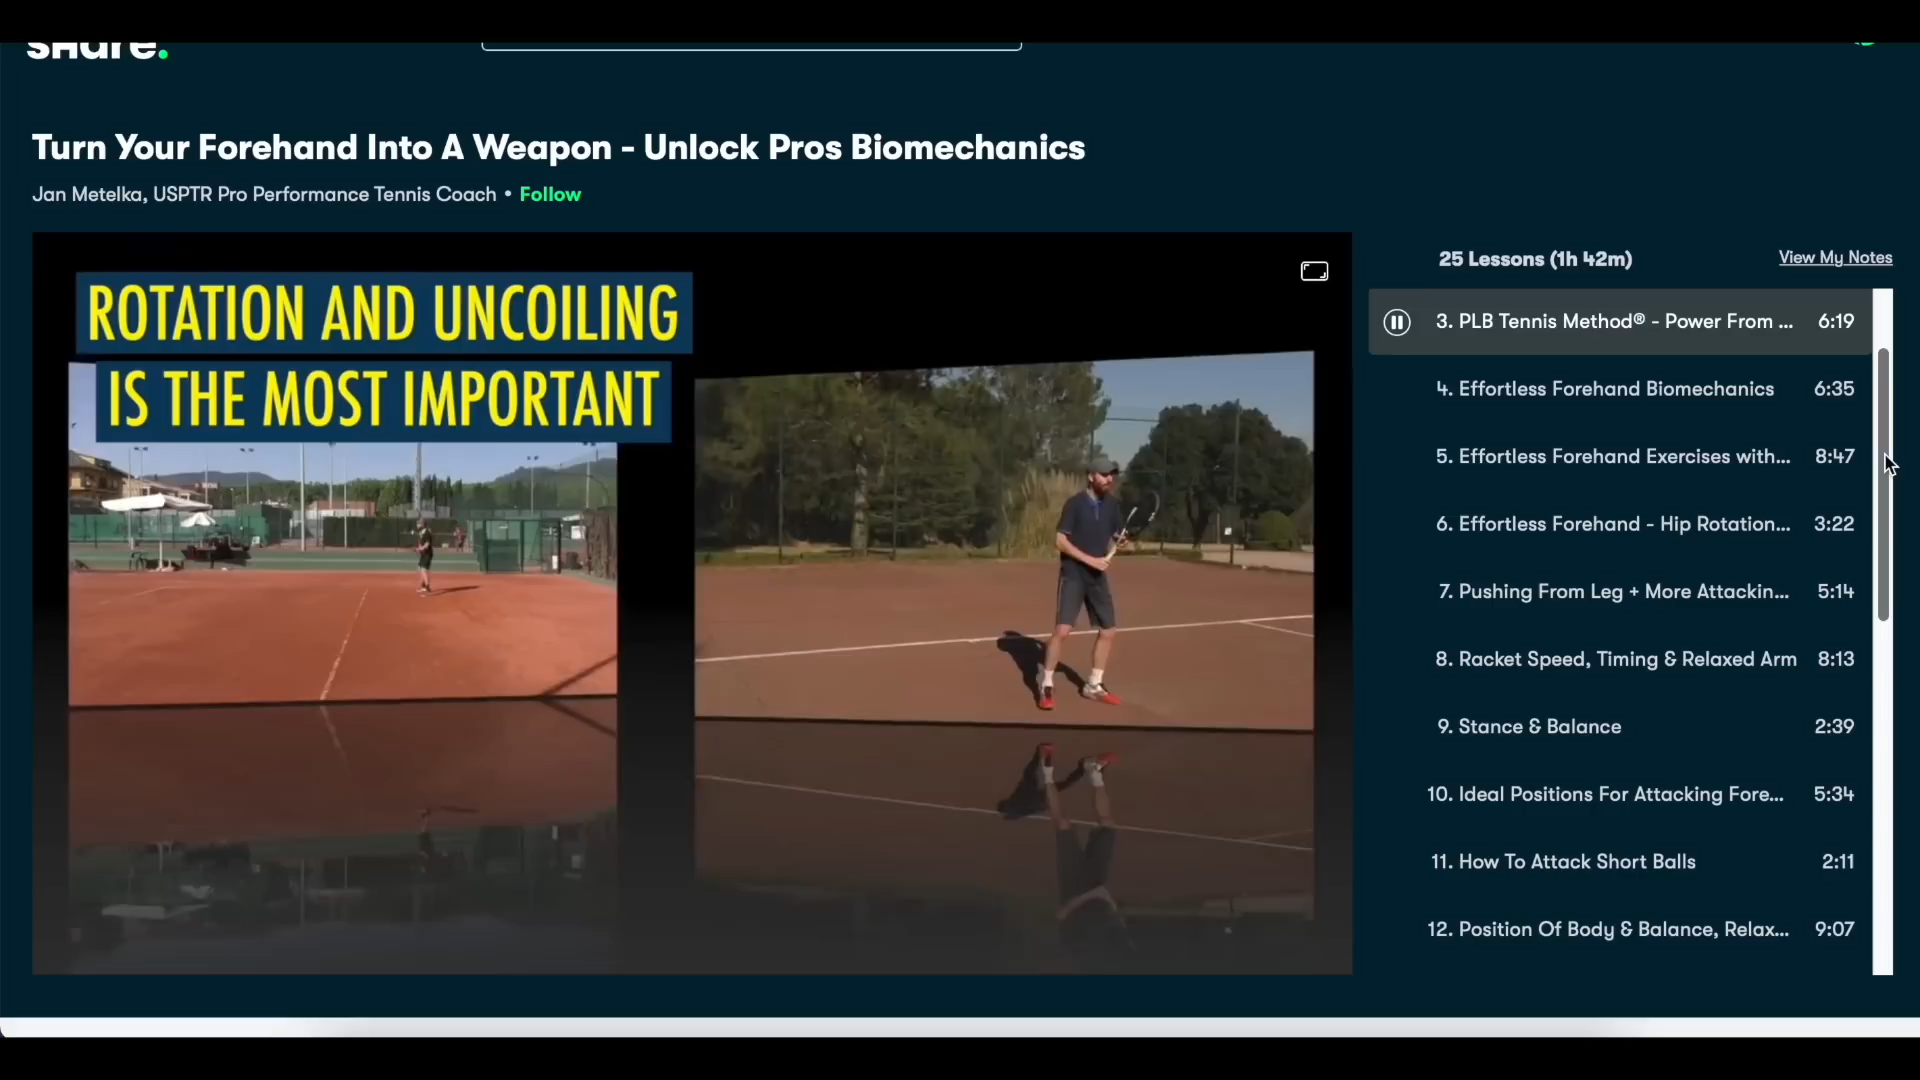 share.
Turn Your Forehand Into A Weapon - Unlock Pros Biomechanics
Jan Metelka, USPTR Pro Performance Tennis Coach • Follow
ROTATION AND UNCOILING
IS THE MOST IMPORTANT
25 Lessons (1h 42m) View My Notes
3. PLB Tennis Method® - Power From ... 6:19
4. Effortless Forehand Biomechanics 6:35
5. Effortless Forehand Exercises with... 8:47
6. Effortless Forehand - Hip Rotation... 3:22
7. Pushing From Leg + More Attackin... 5:14
8. Racket Speed, Timing & Relaxed Arm 8:13
9. Stance & Balance 2:39
10. Ideal Positions For Attacking Fore... 5:34
11. How To Attack Short Balls 2:11
12. Position Of Body & Balance, Relax... 9:07